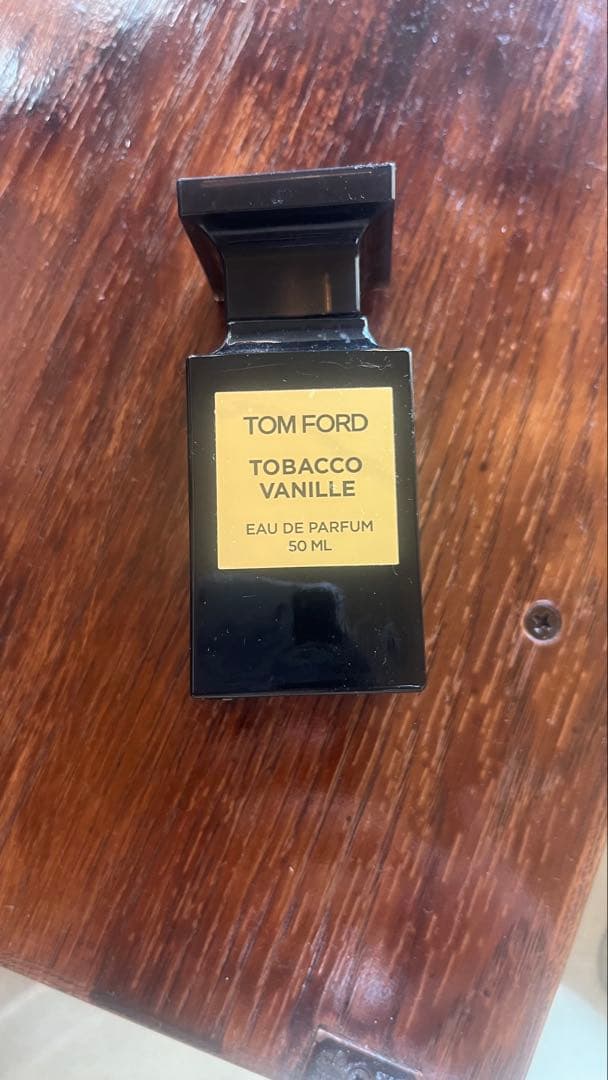 TOM FORD
TOBACCO
VANILLE
EAU DE PARFUM
50 ML